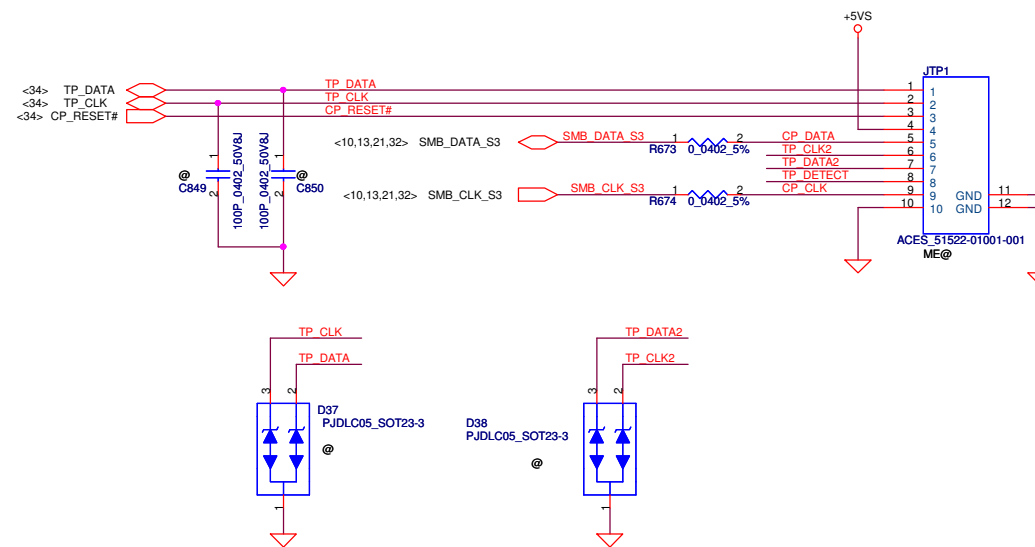 +5VS
JTP1
<34> TP_DATA TP_DATA 1 1
<34> TP_CLK TP_CLK 2 2
<34> CP_RESET# CP_RESET# 3 3
4 4
<10,13,21,32> SMB_DATA_S3 SMB_DATA_S3 1 R673 2 0_0402_5% CP_DATA 5 5
TP_CLK2 6 6
TP_DATA2 7 7
TP_DETECT 8 8
<10,13,21,32> SMB_CLK_S3 SMB_CLK_S3 1 R674 2 0_0402_5% CP_CLK 9 9 GND 11
10 10 GND 12
ACES_51522-01001-001
ME@
1 1
@ @
C849 C850
2 2
100P_0402_50V8J 100P_0402_50V8J
TP_CLK TP_DATA2
TP_DATA TP_CLK2
3 2 3 2
D37 D38
PJDLC05_SOT23-3 PJDLC05_SOT23-3
@ @
1 1